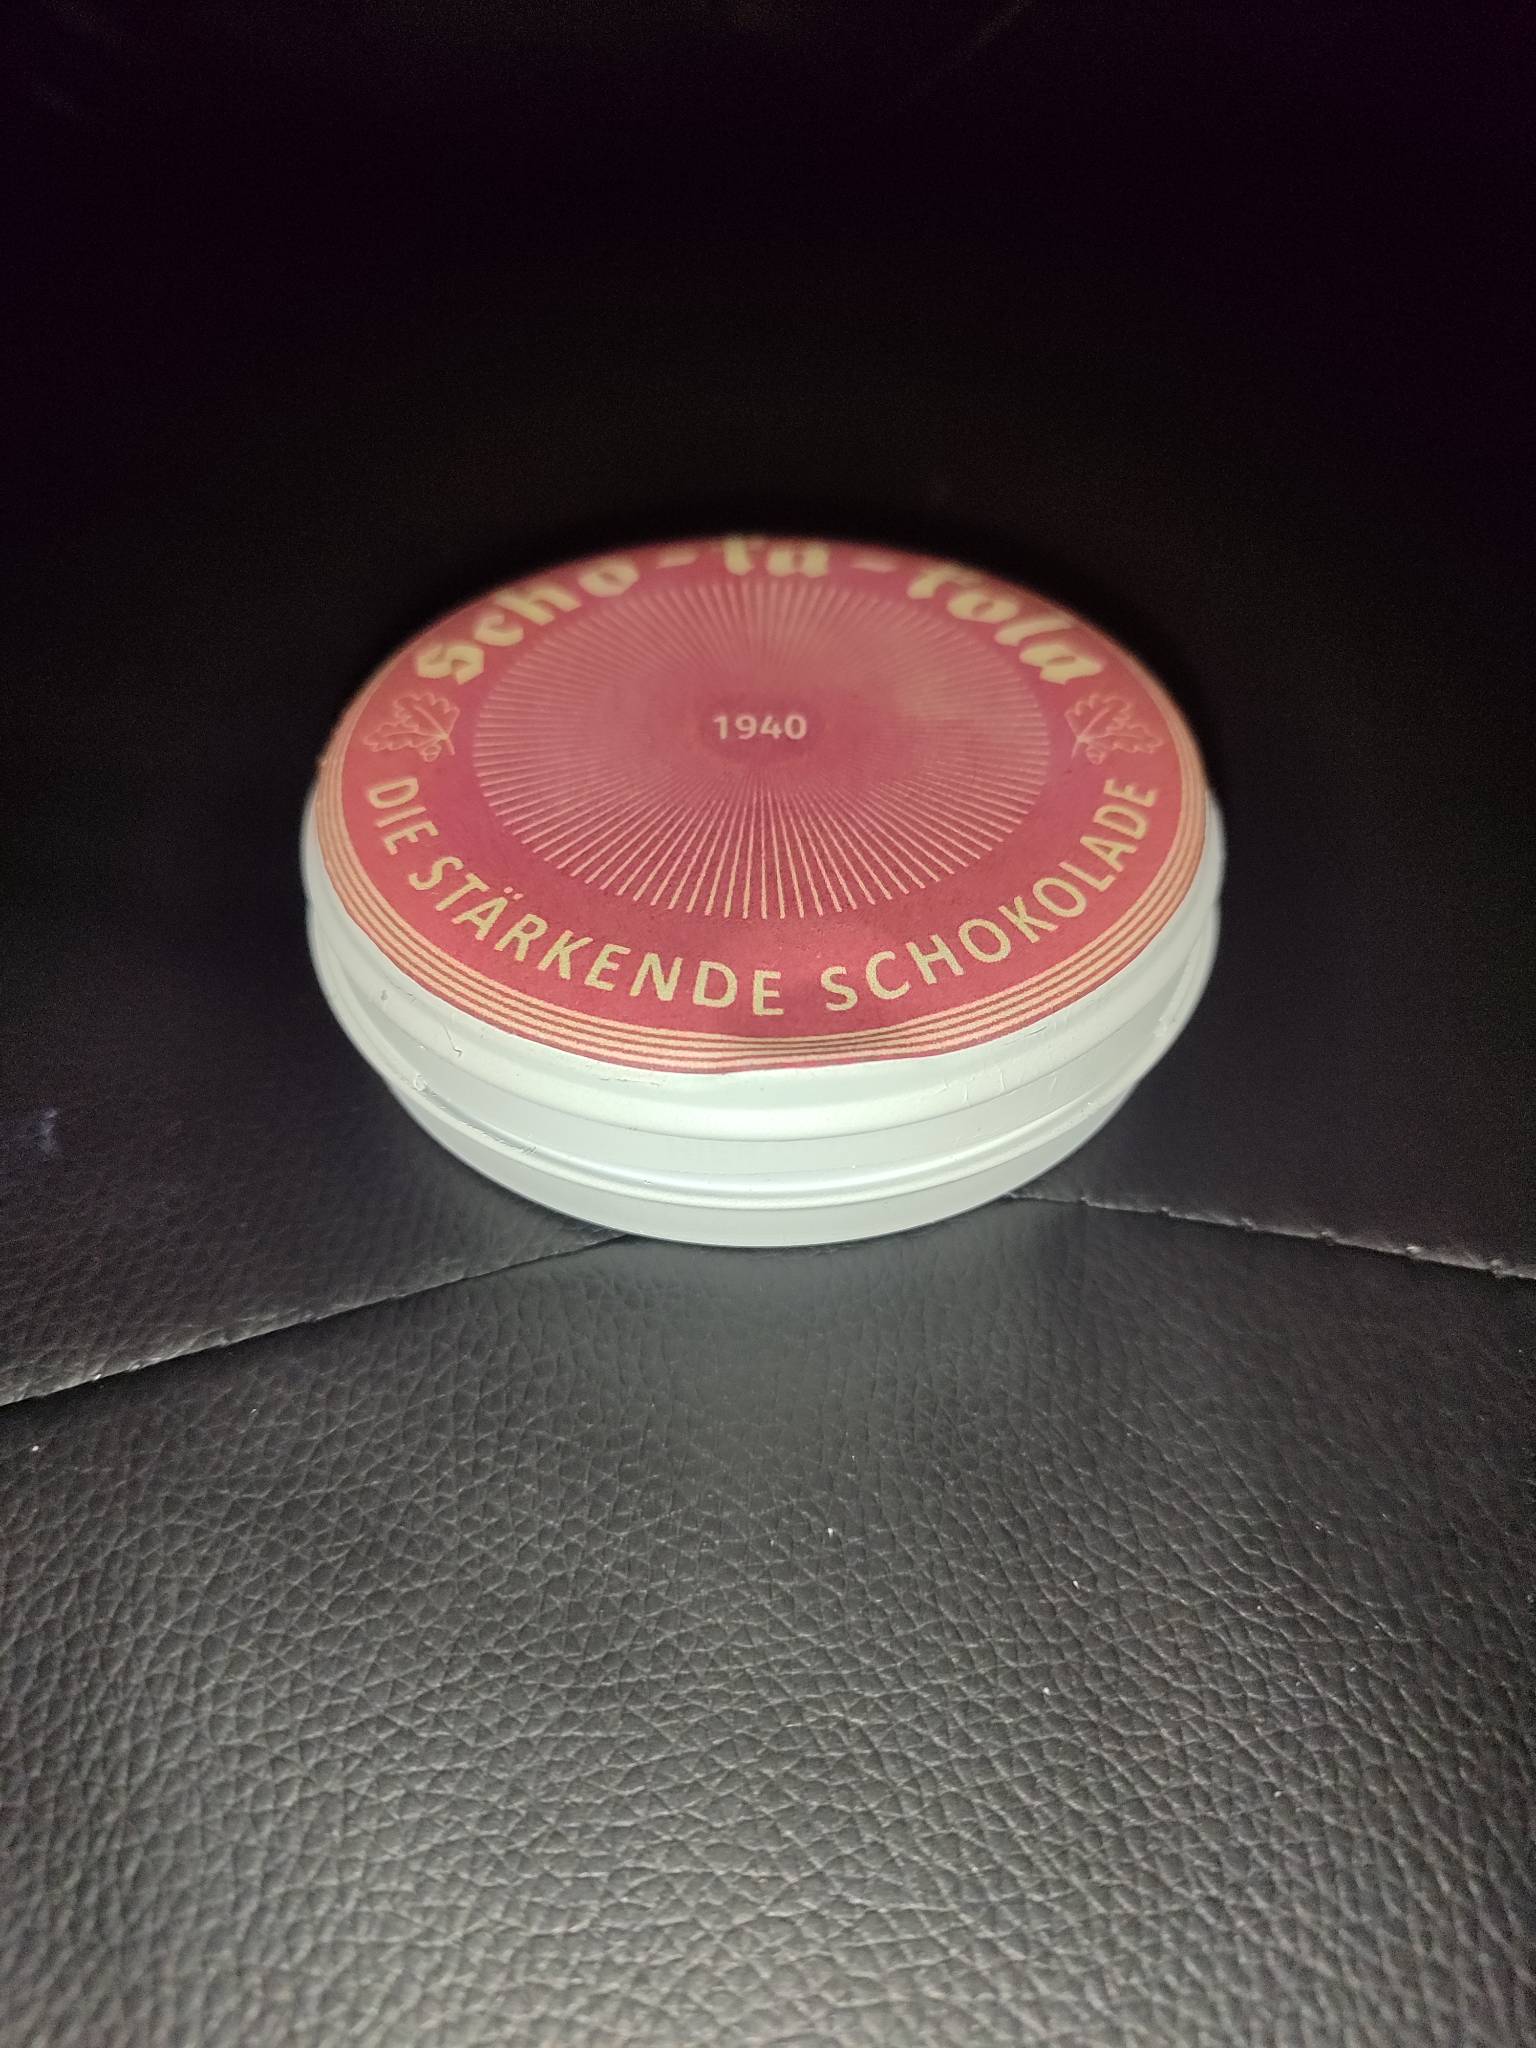 Scho-ka-kola
1940
DIE STÄRKENDE SCHOKOLADE